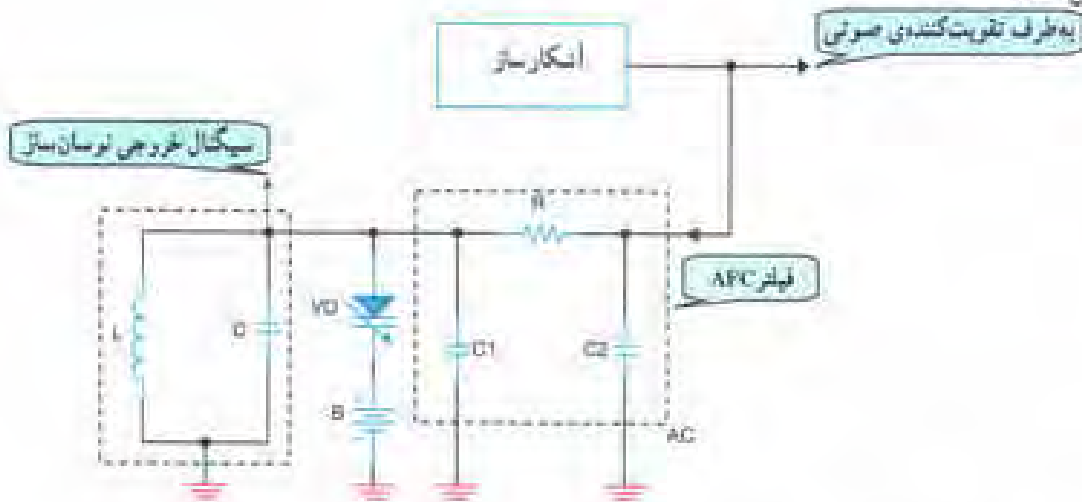 به‌طرف تقویت‌کننده‌ی صوتی
آشکارساز
سیگنال خروجی نوسان‌ساز
R
فیلتر AFC
VD
L
C
C1
C2
B
AC